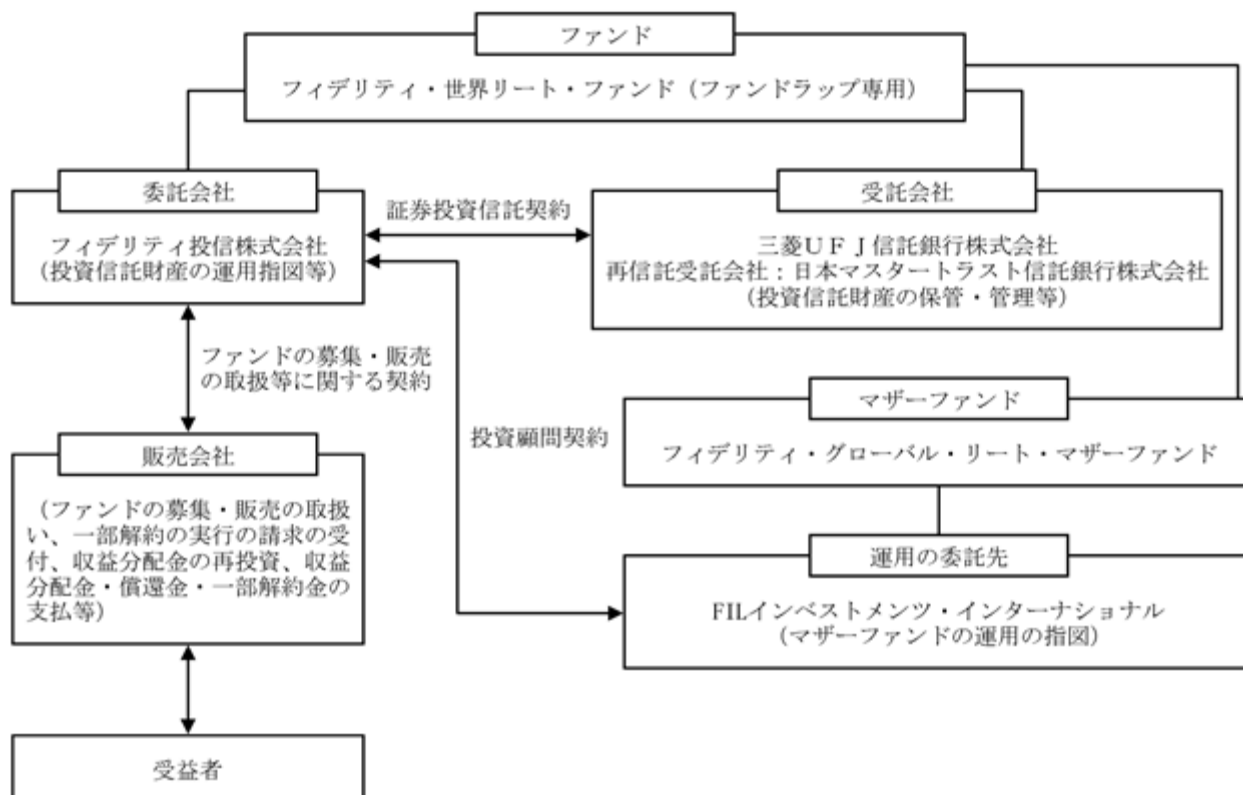 ファンド
フィデリティ・世界リート・ファンド（ファンドラップ専用）
委託会社
フィデリティ投信株式会社
（投資信託財産の運用指図等）
証券投資信託契約
受託会社
三菱ＵＦＪ信託銀行株式会社
再信託受託会社：日本マスタートラスト信託銀行株式会社
（投資信託財産の保管・管理等）
ファンドの募集・販売
の取扱等に関する契約
投資顧問契約
マザーファンド
フィデリティ・グローバル・リート・マザーファンド
販売会社
（ファンドの募集・販売の取扱
い、一部解約の実行の請求の受
付、収益分配金の再投資、収益
分配金・償還金・一部解約金の
支払等）
運用の委託先
FILインベストメンツ・インターナショナル
（マザーファンドの運用の指図）
受益者